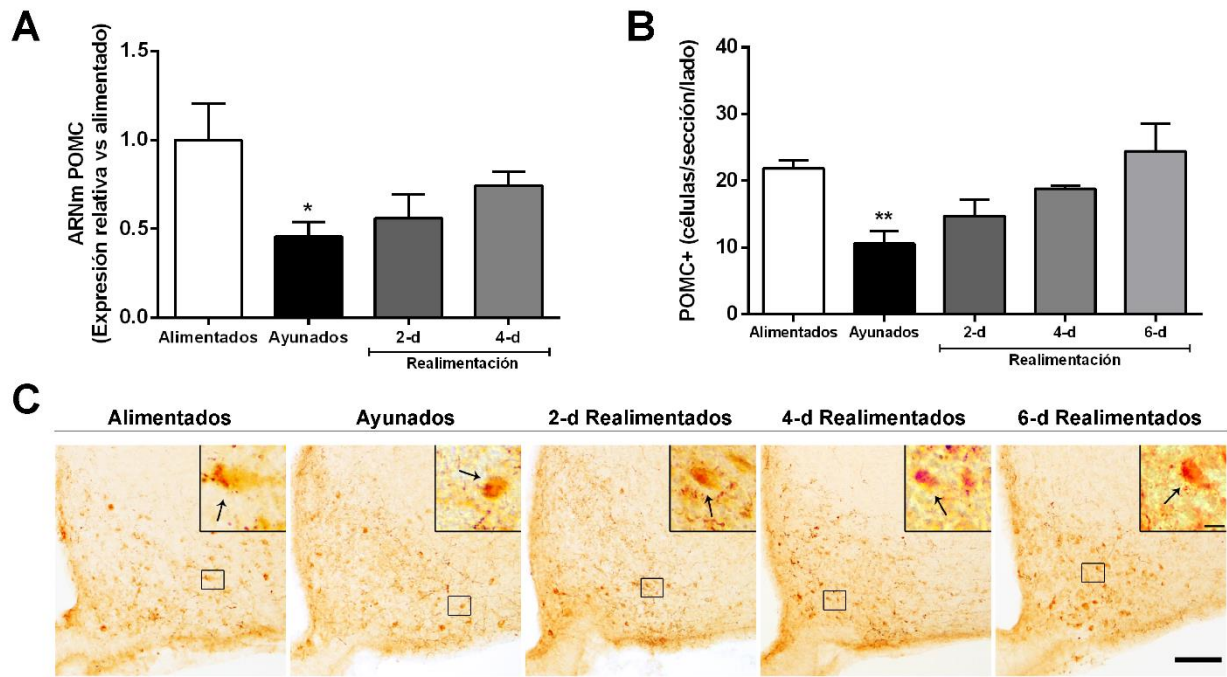 A
ARNm POMC
(Expresión relativa vs alimentado)
1.5
1.0
0.5
0.0
*
Alimentados
Ayunados
2-d
4-d
Realimentación
B
POMC+ (células/sección/lado)
40
30
20
10
0
**
Alimentados
Ayunados
2-d
4-d
6-d
Realimentación
C
Alimentados
Ayunados
2-d Realimentados
4-d Realimentados
6-d Realimentados